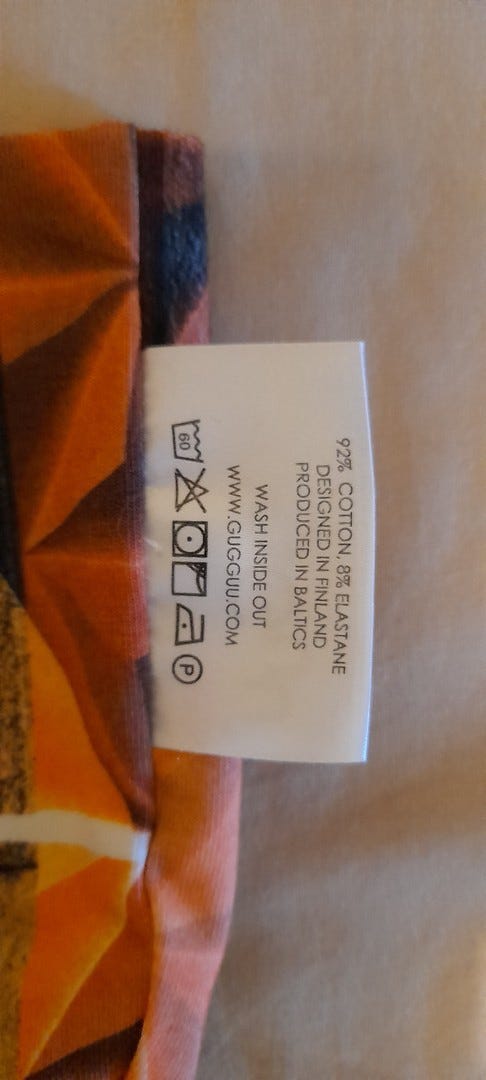 92% COTTON, 8% ELASTANE
DESIGNED IN FINLAND
PRODUCED IN BALTICS
WASH INSIDE OUT
WWW.GUGGUU.COM
60
P